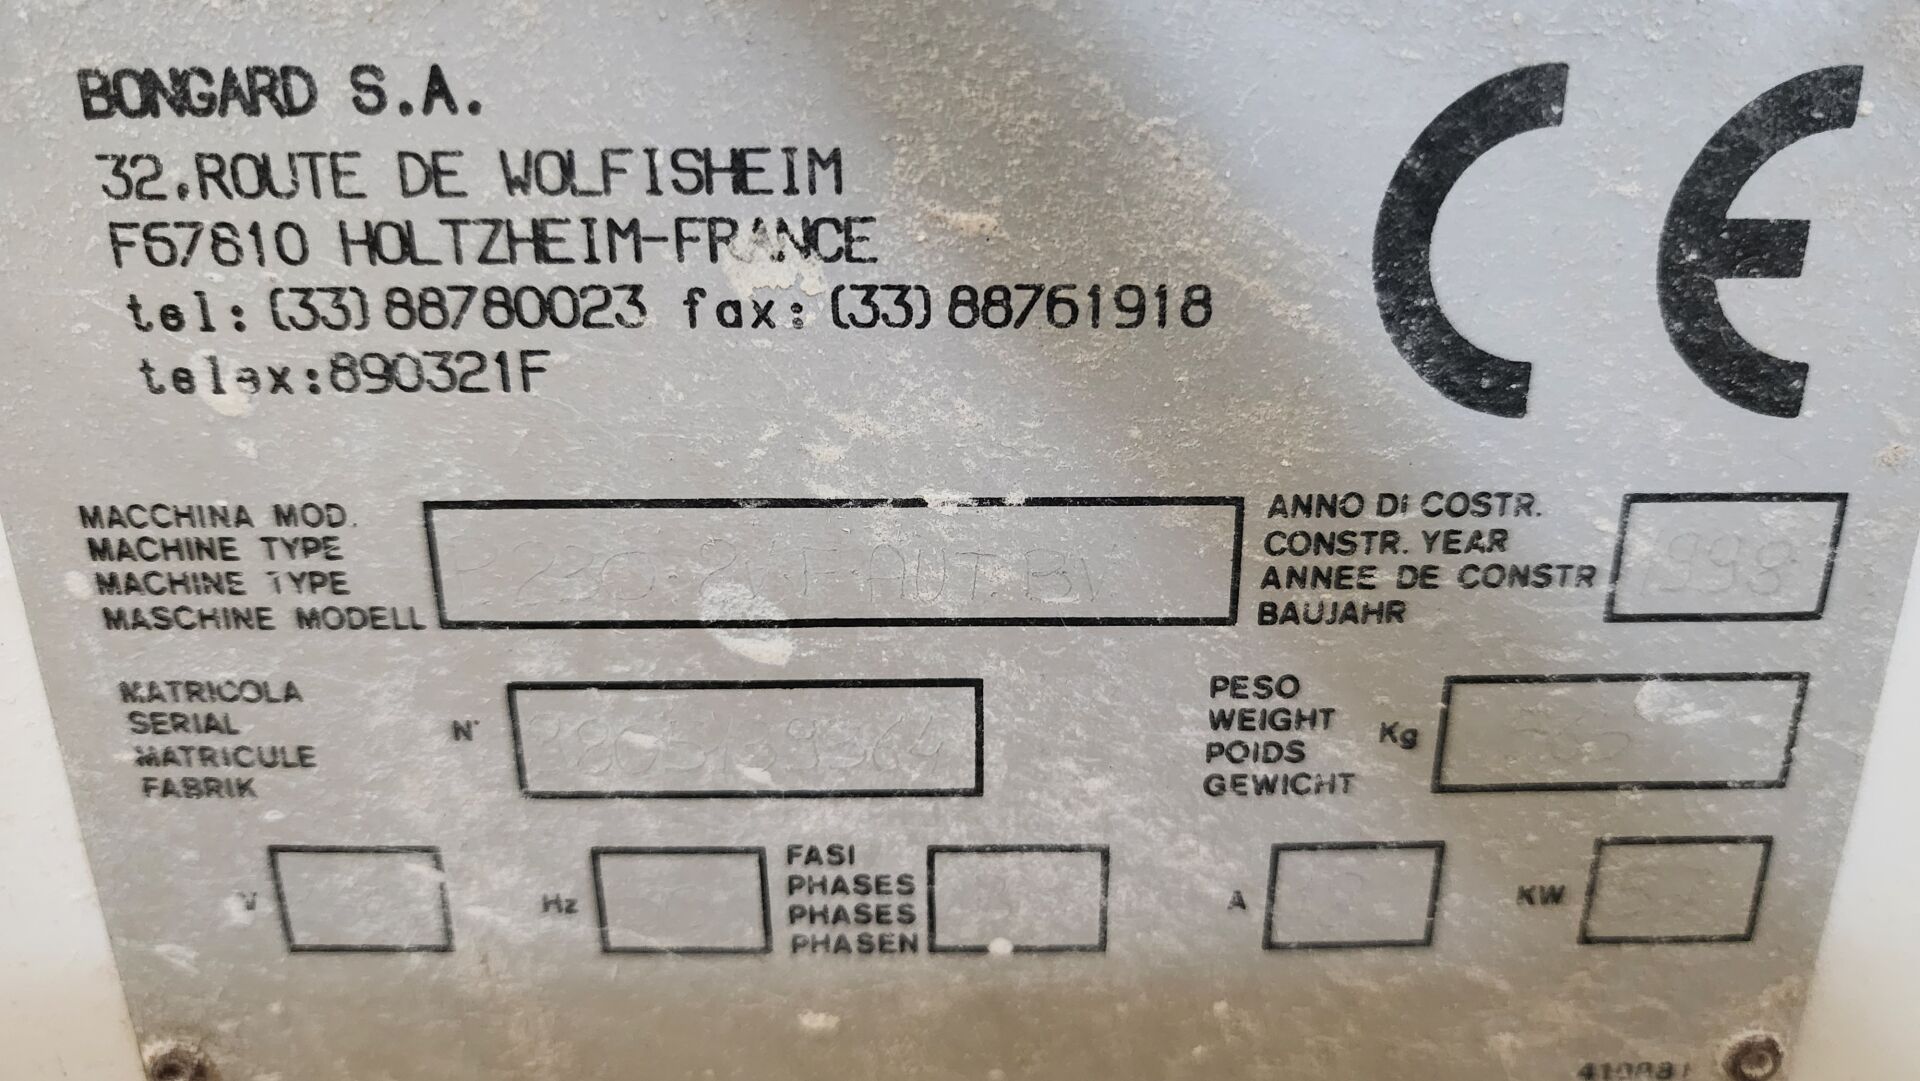 BONGARD S.A.
32.ROUTE DE WOLFISHEIM
F67810 HOLTZHEIM-FRANCE
tel:(33)88780023 fax:(33)88761918
telex:890321F
CE
MACCHINA MOD.
MACHINE TYPE
MACHINE TYPE
MASCHINE MODELL
AUT.BV
ANNO DI COSTR.
CONSTR. YEAR
ANNEE DE CONSTR
BAUJAHR
1998
MATRICOLA
SERIAL
MATRICULE
FABRIK
N°
PESO
WEIGHT
POIDS
GEWICHT
Kg
V
Hz
FASI
PHASES
PHASES
PHASEN
A
KW